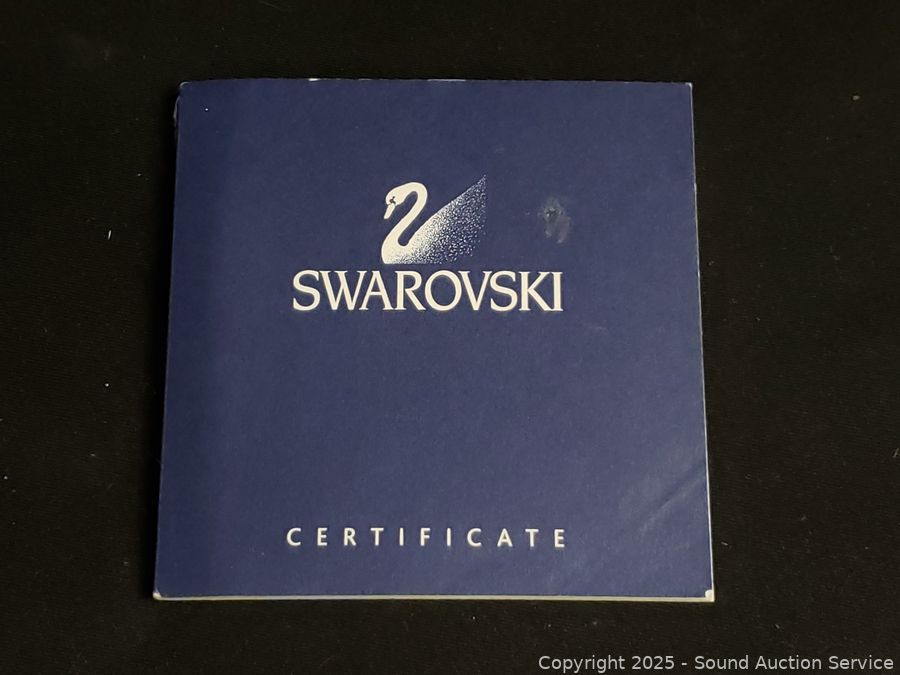 SWAROVSKI
CERTIFICATE
Copyright 2025 - Sound Auction Service